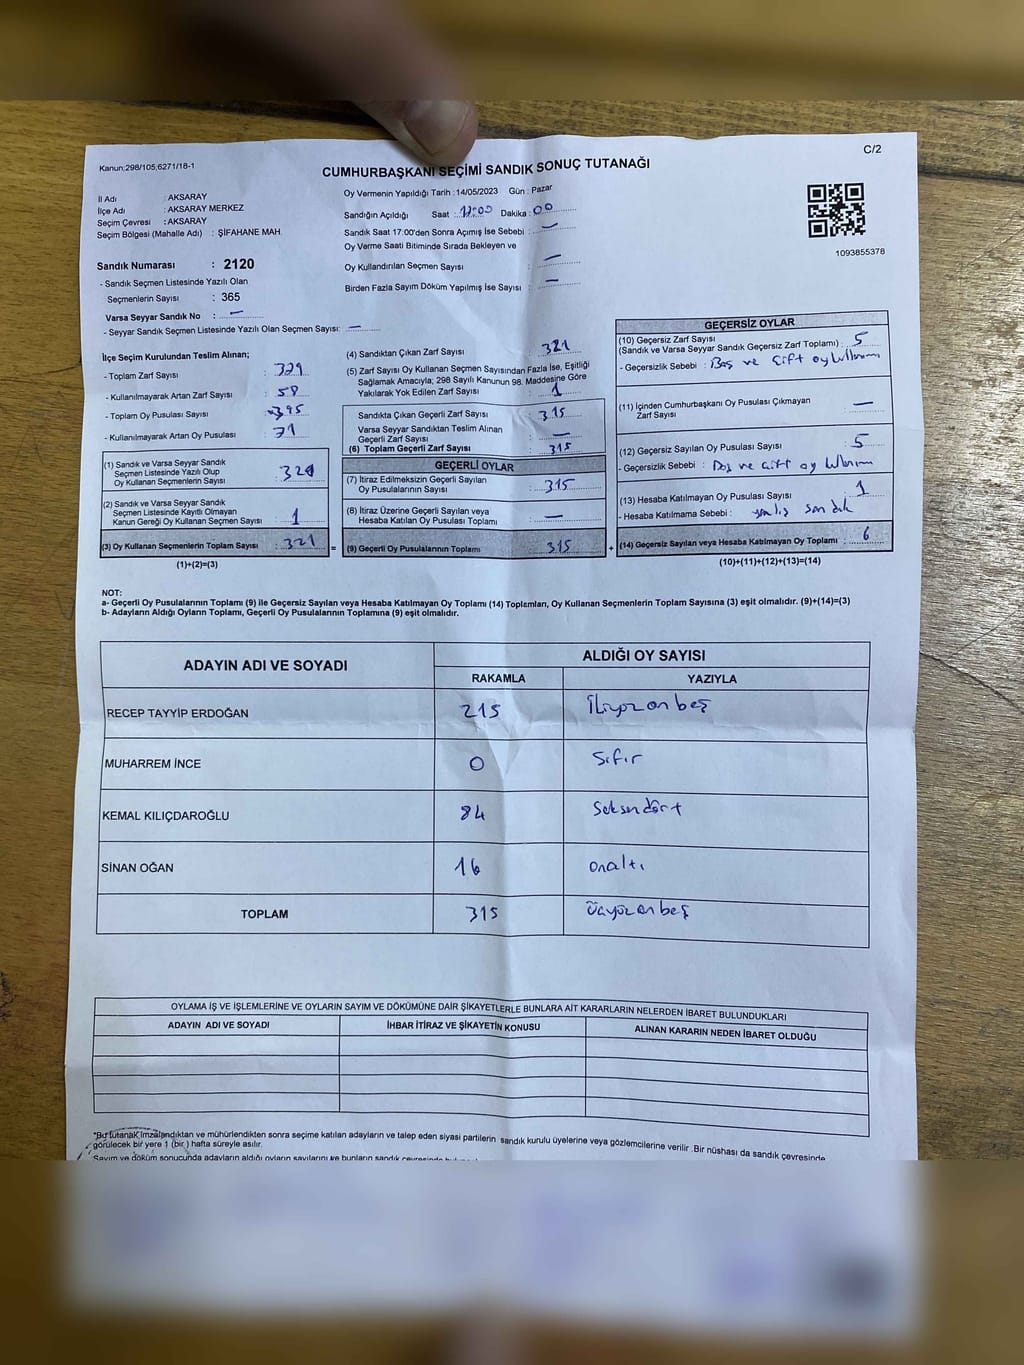 Kanun:298/105;6271/18-1
C/2
CUMHURBAŞKANI SEÇİMİ SANDIK SONUÇ TUTANAĞI
İl Adı : AKSARAY
İlçe Adı : AKSARAY MERKEZ
Seçim Çevresi : AKSARAY
Seçim Bölgesi (Mahalle Adı) : ŞİFAHANE MAH.
Sandık Numarası : 2120
- Sandık Seçmen Listesinde Yazılı Olan
Seçmenlerin Sayısı : 365
Varsa Seyyar Sandık No : —
- Seyyar Sandık Seçmen Listesinde Yazılı Olan Seçmen Sayısı: —
Oy Vermenin Yapıldığı Tarih : 14/05/2023 Gün : Pazar
Sandığın Açıldığı Saat : Dakika : 00
Sandık Saat 17:00'den Sonra Açımış İse Sebebi : —
Oy Verme Saati Bitiminde Sırada Bekleyen ve
Oy Kullandırılan Seçmen Sayısı : —
Birden Fazla Sayım Döküm Yapılmış İse Sayısı : —
1093855378
İlçe Seçim Kurulundan Teslim Alınan;
- Toplam Zarf Sayısı :
- Kullanılmayarak Artan Zarf Sayısı : 58
- Toplam Oy Pusulası Sayısı : 395
- Kullanılmayarak Artan Oy Pusulası : 71
(1) Sandık ve Varsa Seyyar Sandık
Seçmen Listesinde Yazılı Olup
Oy Kullanan Seçmenlerin Sayısı :
(2) Sandık ve Varsa Seyyar Sandık
Seçmen Listesinde Kayıtlı Olmayan
Kanun Gereği Oy Kullanan Seçmen Sayısı : 1
(3) Oy Kullanan Seçmenlerin Toplam Sayısı : 321 =
(1)+(2)=(3)
(4) Sandıktan Çıkan Zarf Sayısı : 321
(5) Zarf Sayısı Oy Kullanan Seçmen Sayısından Fazla İse, Eşitliği
Sağlamak Amacıyla; 298 Sayılı Kanunun 98. Maddesine Göre
Yakılarak Yok Edilen Zarf Sayısı : 1
Sandıkta Çıkan Geçerli Zarf Sayısı : 315
Varsa Seyyar Sandıktan Teslim Alınan
Geçerli Zarf Sayısı : —
(6) Toplam Geçerli Zarf Sayısı : 315
GEÇERLİ OYLAR
(7) İtiraz Edilmeksizin Geçerli Sayılan
Oy Pusulalarının Sayısı : 315
(8) İtiraz Üzerine Geçerli Sayılan veya
Hesaba Katılan Oy Pusulası Toplamı : —
(9) Geçerli Oy Pusulalarının Toplamı : 315 +
GEÇERSİZ OYLAR
(10) Geçersiz Zarf Sayısı
(Sandık ve Varsa Seyyar Sandık Geçersiz Zarf Toplamı) : 5
- Geçersizlik Sebebi : Boş ve Çift oy kullanımı
(11) İçinden Cumhurbaşkanı Oy Pusulası Çıkmayan
Zarf Sayısı : —
(12) Geçersiz Sayılan Oy Pusulası Sayısı : 5
- Geçersizlik Sebebi : Boş ve Çift oy kullanımı
(13) Hesaba Katılmayan Oy Pusulası Sayısı : 1
- Hesaba Katılmama Sebebi : yanlış sandık
(14) Geçersiz Sayılan veya Hesaba Katılmayan Oy Toplamı : 6
(10)+(11)+(12)+(13)=(14)
NOT:
a- Geçerli Oy Pusulalarının Toplamı (9) ile Geçersiz Sayılan veya Hesaba Katılmayan Oy Toplamı (14) Toplamları, Oy Kullanan Seçmenlerin Toplam Sayısına (3) eşit olmalıdır. (9)+(14)=(3)
b- Adayların Aldığı Oyların Toplamı, Geçerli Oy Pusulalarının Toplamına (9) eşit olmalıdır.
ADAYIN ADI VE SOYADI
ALDIĞI OY SAYISI
RAKAMLA YAZIYLA
RECEP TAYYİP ERDOĞAN 215 İkiyüzonbeş
MUHARREM İNCE 0 Sıfır
KEMAL KILIÇDAROĞLU 84 Seksendört
SİNAN OĞAN 16 onaltı
TOPLAM 315 Üçyüzonbeş
OYLAMA İŞ VE İŞLEMLERİNE VE OYLARIN SAYIM VE DÖKÜMÜNE DAİR ŞİKAYETLERLE BUNLARA AİT KARARLARIN NELERDEN İBARET BULUNDUKLARI
ADAYIN ADI VE SOYADI İHBAR İTİRAZ VE ŞİKAYETİN KONUSU ALINAN KARARIN NEDEN İBARET OLDUĞU
*Bu tutanak imzalandıktan ve mühürlendikten sonra seçime katılan adayların ve talep eden siyasi partilerin sandık kurulu üyelerine veya gözlemcilerine verilir. Bir nüshası da sandık çevresinde
görülecek bir yere 1 (bir ) hafta süreyle asılır.
Sayım ve döküm sonucunda adayların aldığı oyların sayılarını ve bunların sandık çevresinde